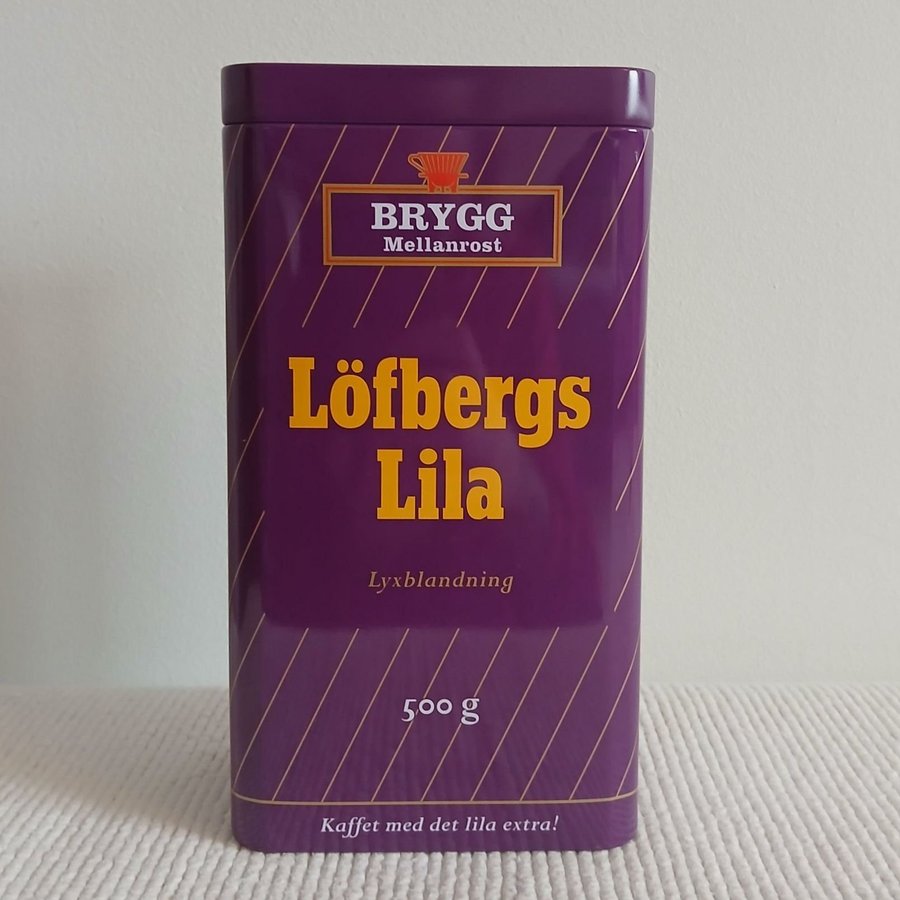 BRYGG
Mellanrost
Löfbergs
Lila
Lyxblandning
500 g
Kaffet med det lila extra!